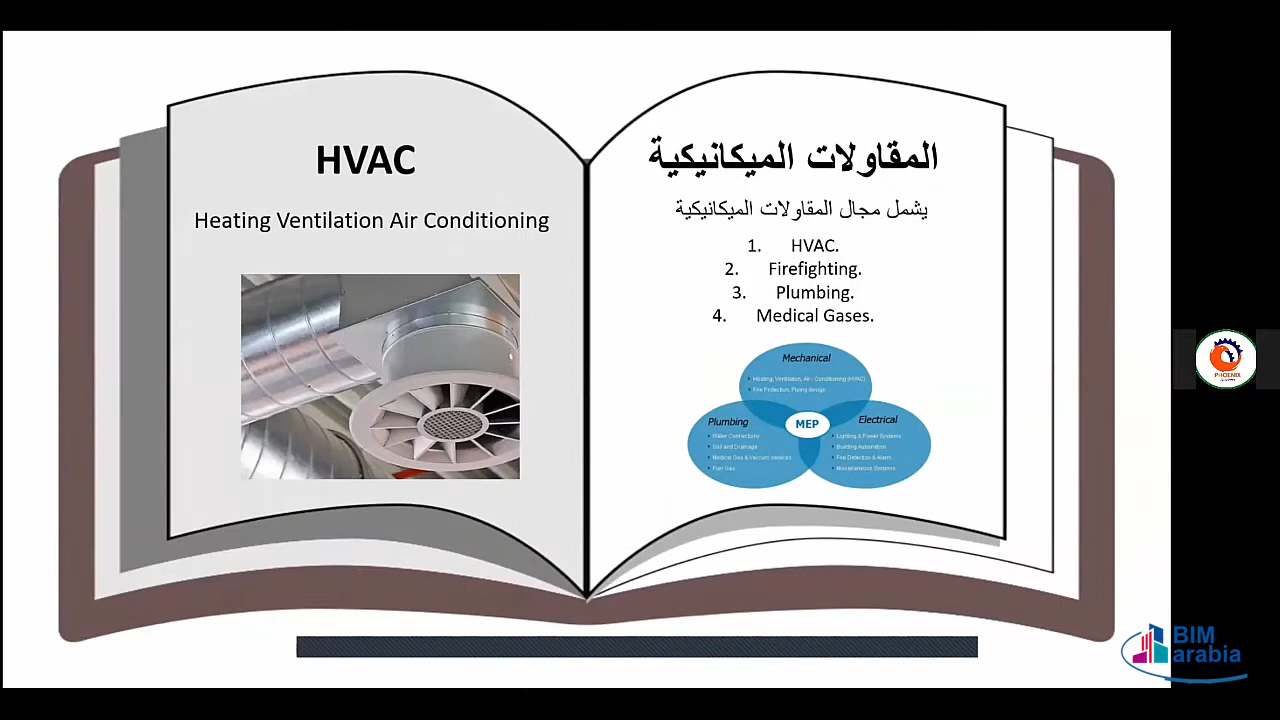 HVAC
Heating Ventilation Air Conditioning
المقاولات الميكانيكية
يشمل مجال المقاولات الميكانيكية
1. HVAC.
2. Firefighting.
3. Plumbing.
4. Medical Gases.
Mechanical
• Heating, Ventilation, Air - Conditioning (HVAC)
• Fire Protection, Piping design
Plumbing
• Water Connections
• Soil and Drainage
• Medical Gas & Vacuum services
• Fuel Gas
MEP
Electrical
• Lighting & Power Systems
• Building Automation
• Fire Detection & Alarm
• Miscellaneous Systems
PHOENIX
BIM
arabia